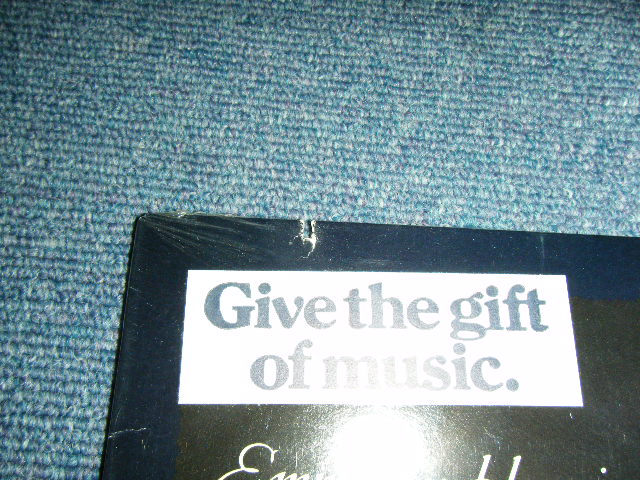 Give the gift
of music.